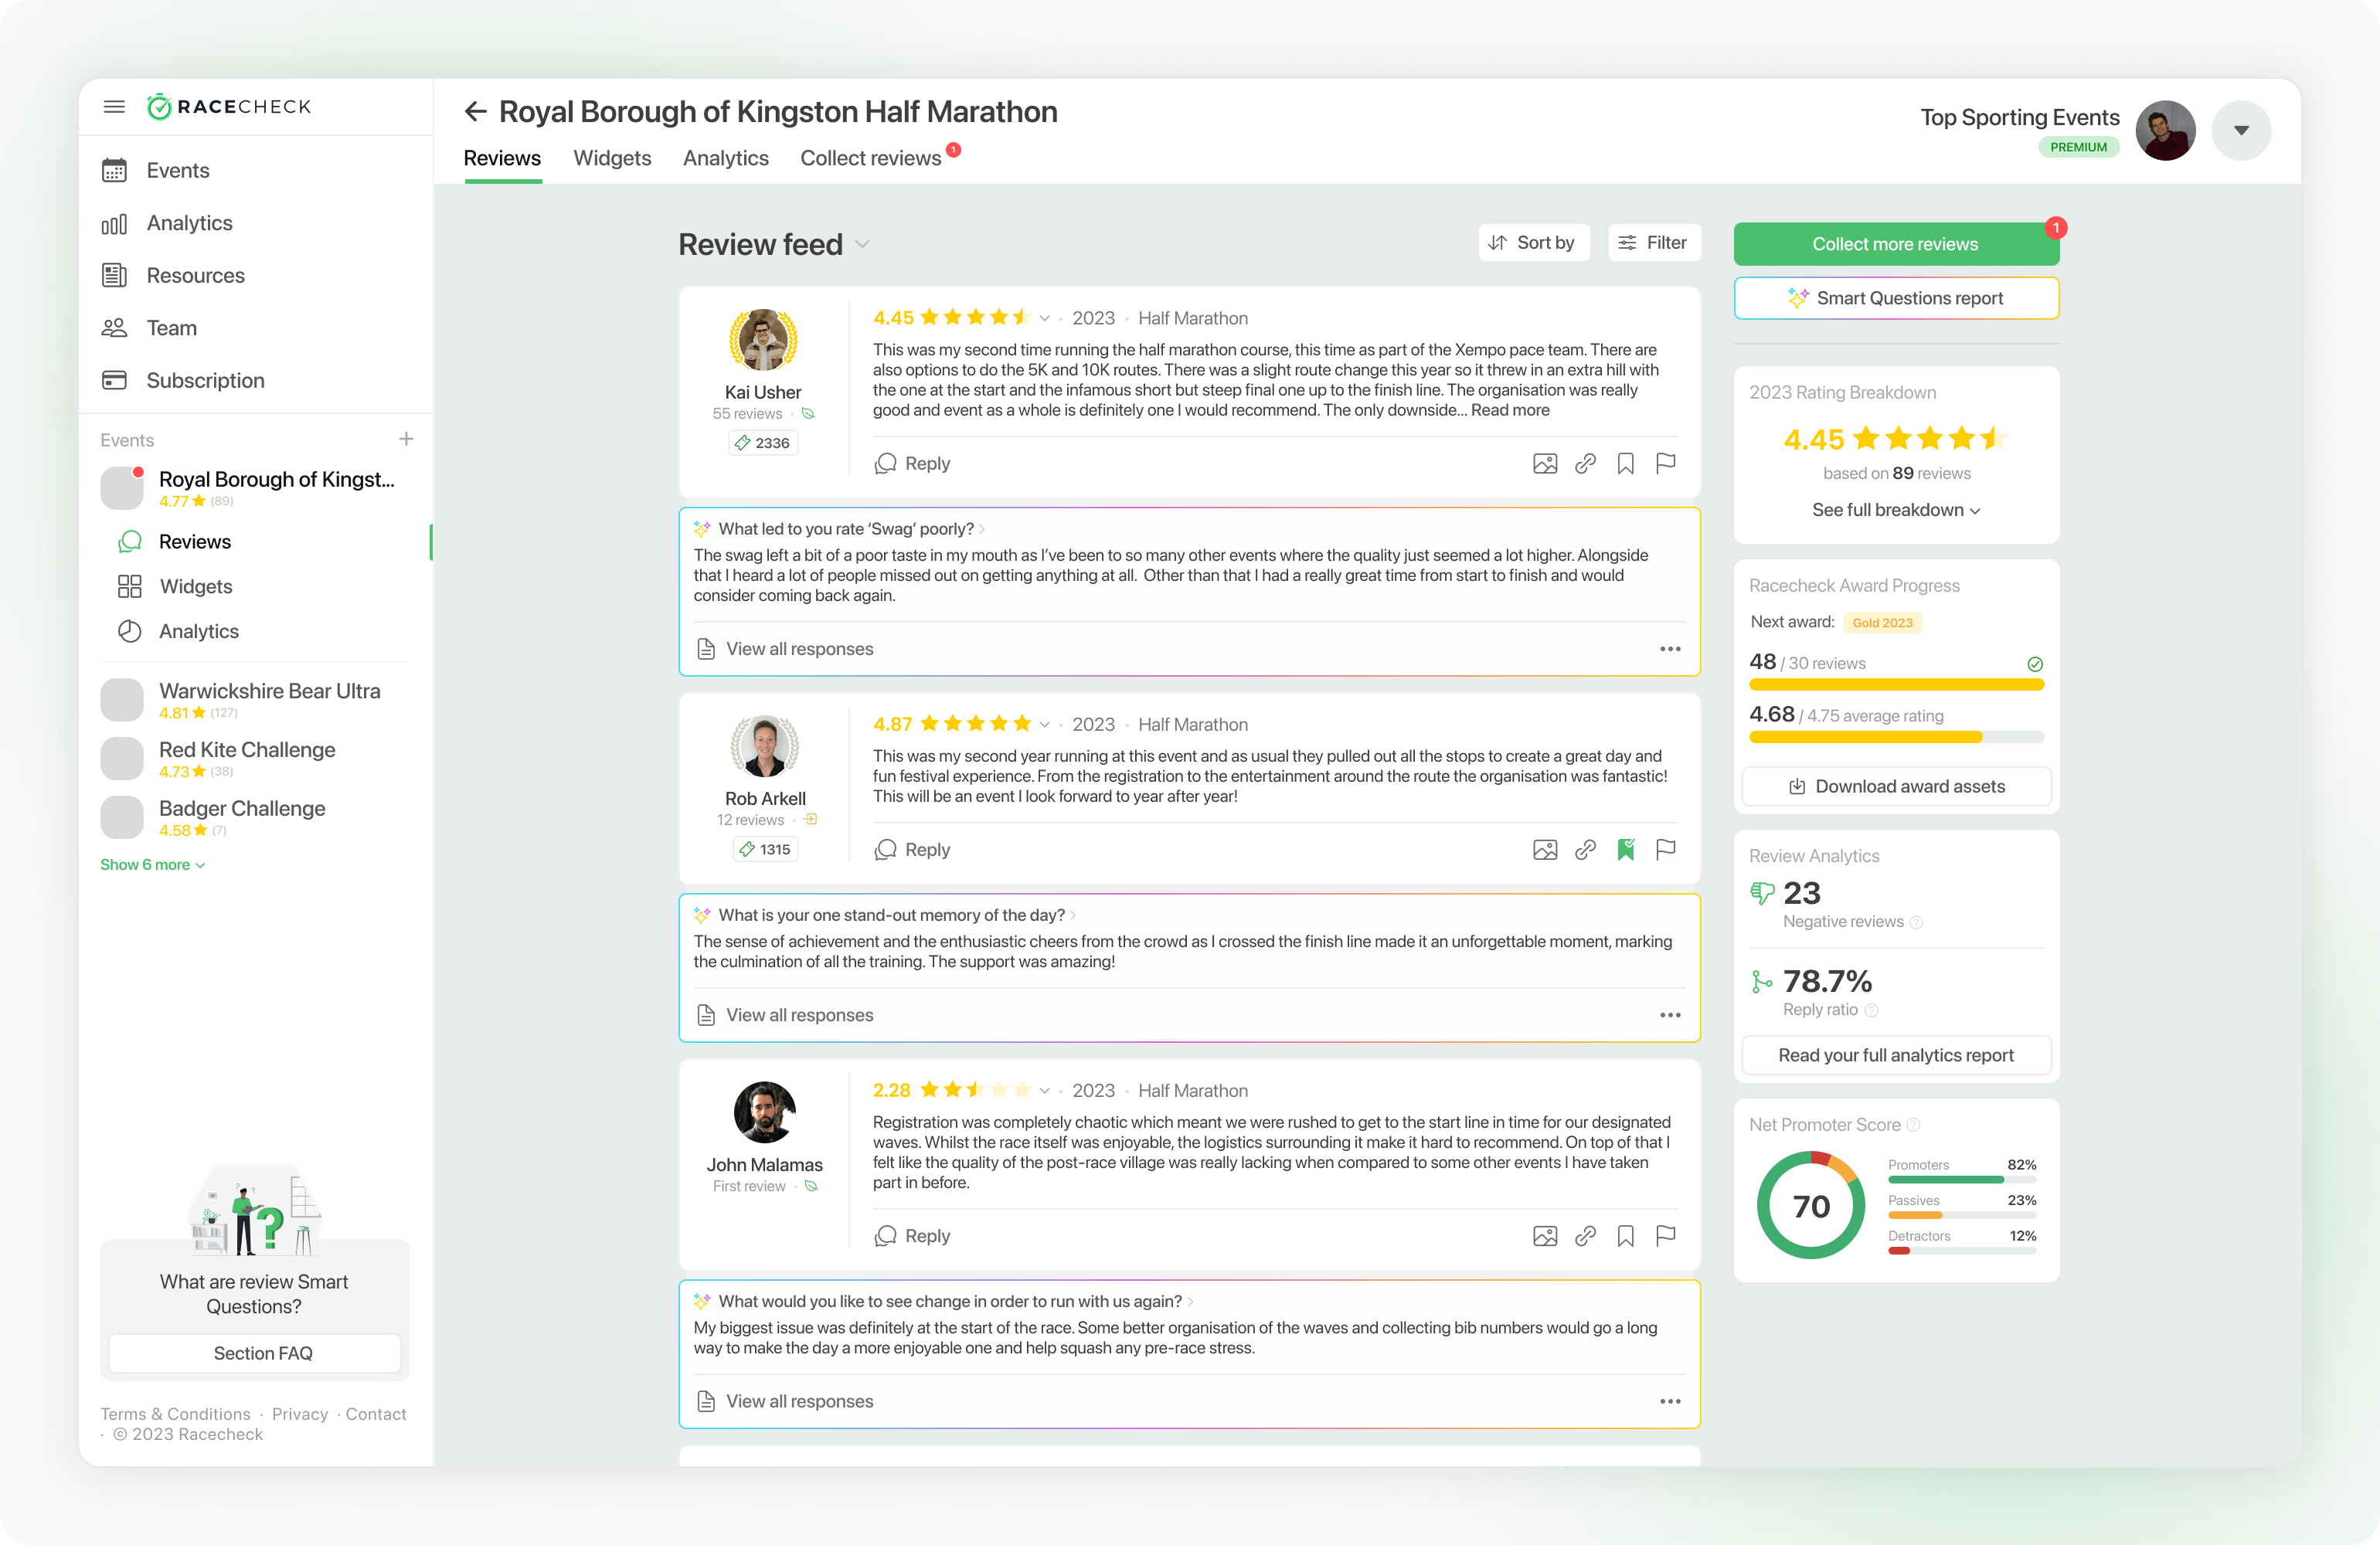 RACECHECK
Events
Analytics
Resources
Team
Subscription
Events
Royal Borough of Kingst...
4.77 (89)
Reviews
Widgets
Analytics
Warwickshire Bear Ultra
4.81 (127)
Red Kite Challenge
4.73 (38)
Badger Challenge
4.58 (7)
Show 6 more
What are review Smart
Questions?
Section FAQ
Terms & Conditions · Privacy · Contact
· © 2023 Racecheck
Royal Borough of Kingston Half Marathon
Reviews Widgets Analytics Collect reviews 1
Top Sporting Events
PREMIUM
Review feed
Sort by
Filter
Kai Usher
55 reviews ·
2336
4.45 · 2023 · Half Marathon
This was my second time running the half marathon course, this time as part of the Xempo pace team. There are
also options to do the 5K and 10K routes. There was a slight route change this year so it threw in an extra hill with
the one at the start and the infamous short but steep final one up to the finish line. The organisation was really
good and event as a whole is definitely one I would recommend. The only downside... Read more
Reply
What led to you rate ‘Swag’ poorly?
The swag left a bit of a poor taste in my mouth as I’ve been to so many other events where the quality just seemed a lot higher. Alongside
that I heard a lot of people missed out on getting anything at all. Other than that I had a really great time from start to finish and would
consider coming back again.
View all responses
Rob Arkell
12 reviews ·
1315
4.87 · 2023 · Half Marathon
This was my second year running at this event and as usual they pulled out all the stops to create a great day and
fun festival experience. From the registration to the entertainment around the route the organisation was fantastic!
This will be an event I look forward to year after year!
Reply
What is your one stand-out memory of the day?
The sense of achievement and the enthusiastic cheers from the crowd as I crossed the finish line made it an unforgettable moment, marking
the culmination of all the training. The support was amazing!
View all responses
John Malamas
First review ·
2.28 · 2023 · Half Marathon
Registration was completely chaotic which meant we were rushed to get to the start line in time for our designated
waves. Whilst the race itself was enjoyable, the logistics surrounding it make it hard to recommend. On top of that I
felt like the quality of the post-race village was really lacking when compared to some other events I have taken
part in before.
Reply
What would you like to see change in order to run with us again?
My biggest issue was definitely at the start of the race. Some better organisation of the waves and collecting bib numbers would go a long
way to make the day a more enjoyable one and help squash any pre-race stress.
View all responses
Collect more reviews
1
Smart Questions report
2023 Rating Breakdown
4.45
based on 89 reviews
See full breakdown
Racecheck Award Progress
Next award: Gold 2023
48 / 30 reviews
4.68 / 4.75 average rating
Download award assets
Review Analytics
23
Negative reviews ?
78.7%
Reply ratio ?
Read your full analytics report
Net Promoter Score ?
70
Promoters 82%
Passives 23%
Detractors 12%